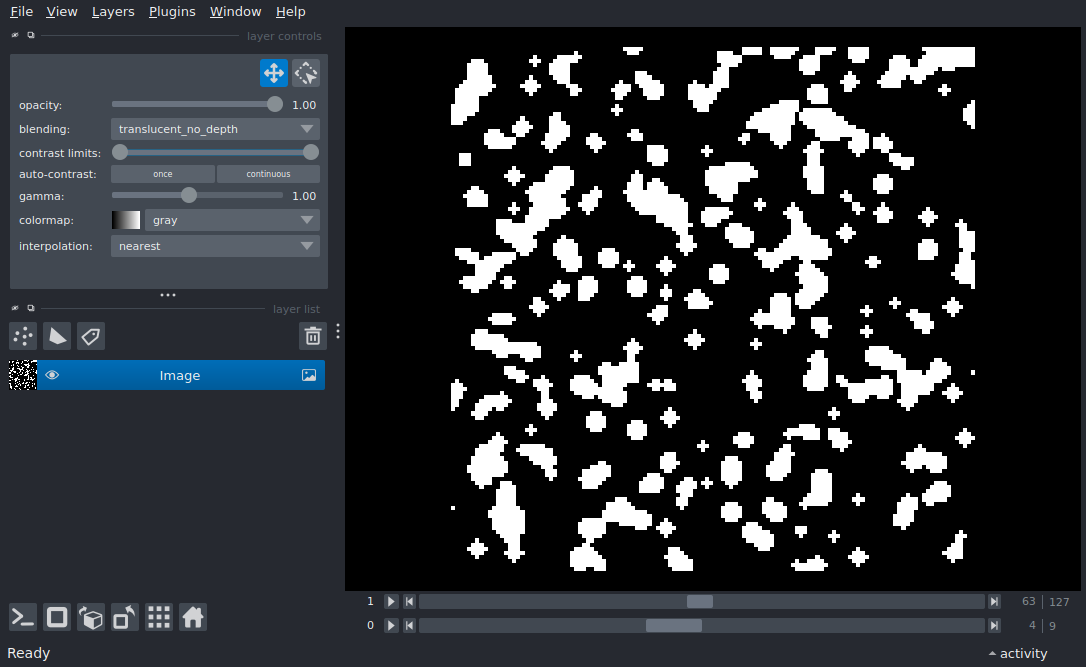 File View Layers Plugins Window Help
layer controls
opacity: 1.00
blending: translucent_no_depth
contrast limits:
auto-contrast: once continuous
gamma: 1.00
colormap: gray
interpolation: nearest
layer list
Image
1 63 127
0 4 9
Ready activity